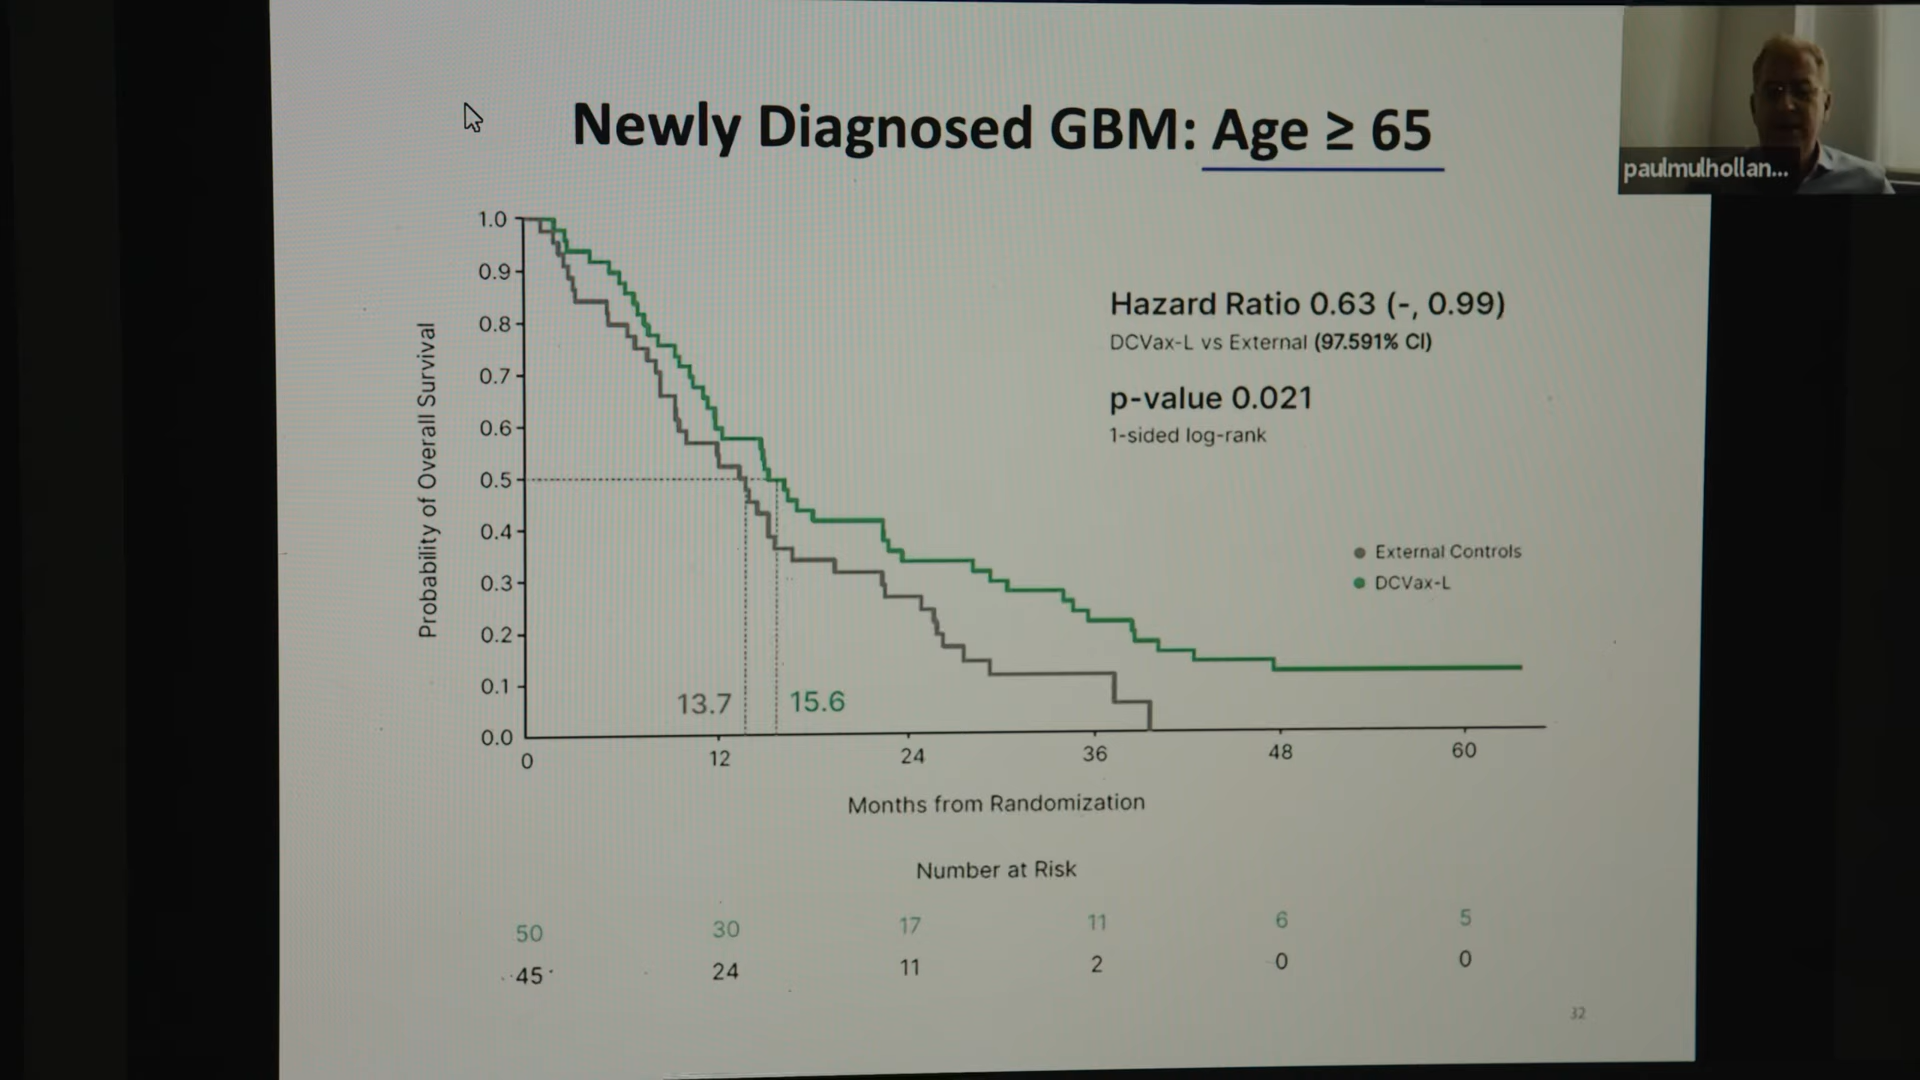 Newly Diagnosed GBM: Age ≥ 65
paulmulhollan...
1.0
0.9
0.8
0.7
0.6
0.5
0.4
0.3
0.2
0.1
0.0
Probability of Overall Survival
Hazard Ratio 0.63 (-, 0.99)
DCVax-L vs External (97.591% CI)
p-value 0.021
1-sided log-rank
External Controls
DCVax-L
13.7 15.6
0 12 24 36 48 60
Months from Randomization
Number at Risk
50 30 17 11 6 5
45 24 11 2 0 0
32